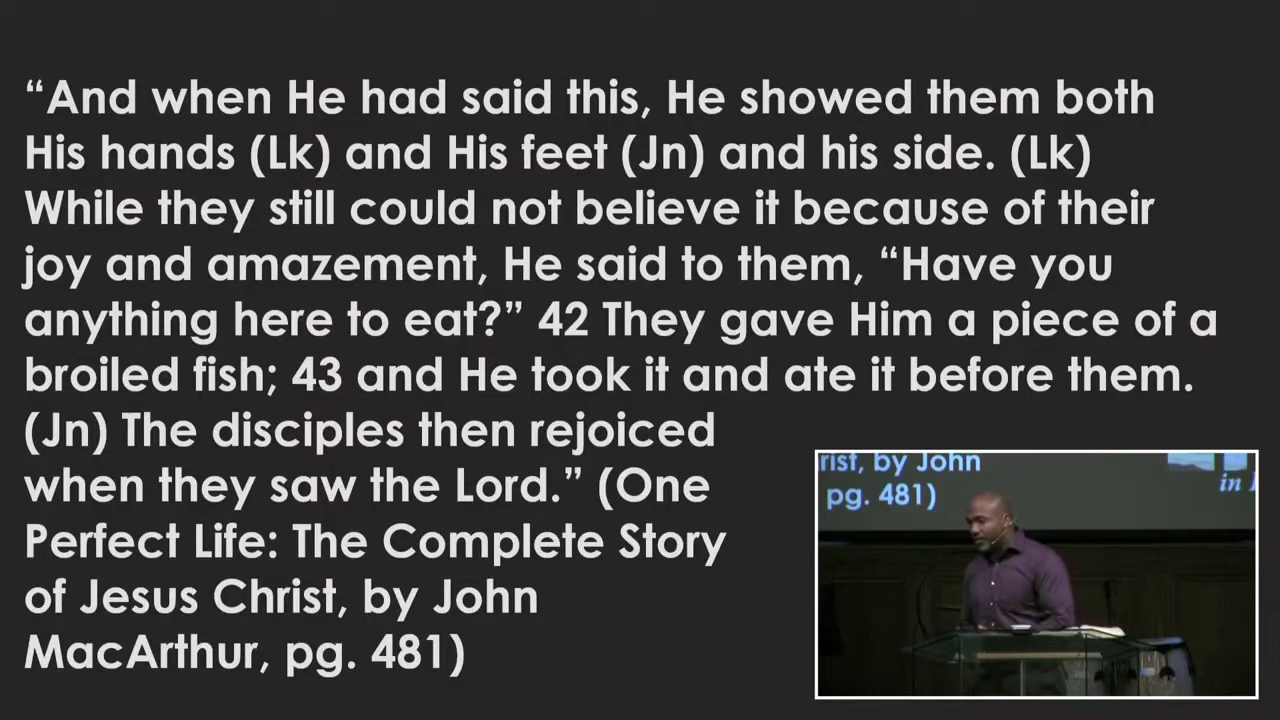 “And when He had said this, He showed them both
His hands (Lk) and His feet (Jn) and his side. (Lk)
While they still could not believe it because of their
joy and amazement, He said to them, “Have you
anything here to eat?” 42 They gave Him a piece of a
broiled fish; 43 and He took it and ate it before them.
(Jn) The disciples then rejoiced
when they saw the Lord.” (One
Perfect Life: The Complete Story
of Jesus Christ, by John
MacArthur, pg. 481)
rist, by John
pg. 481)
in